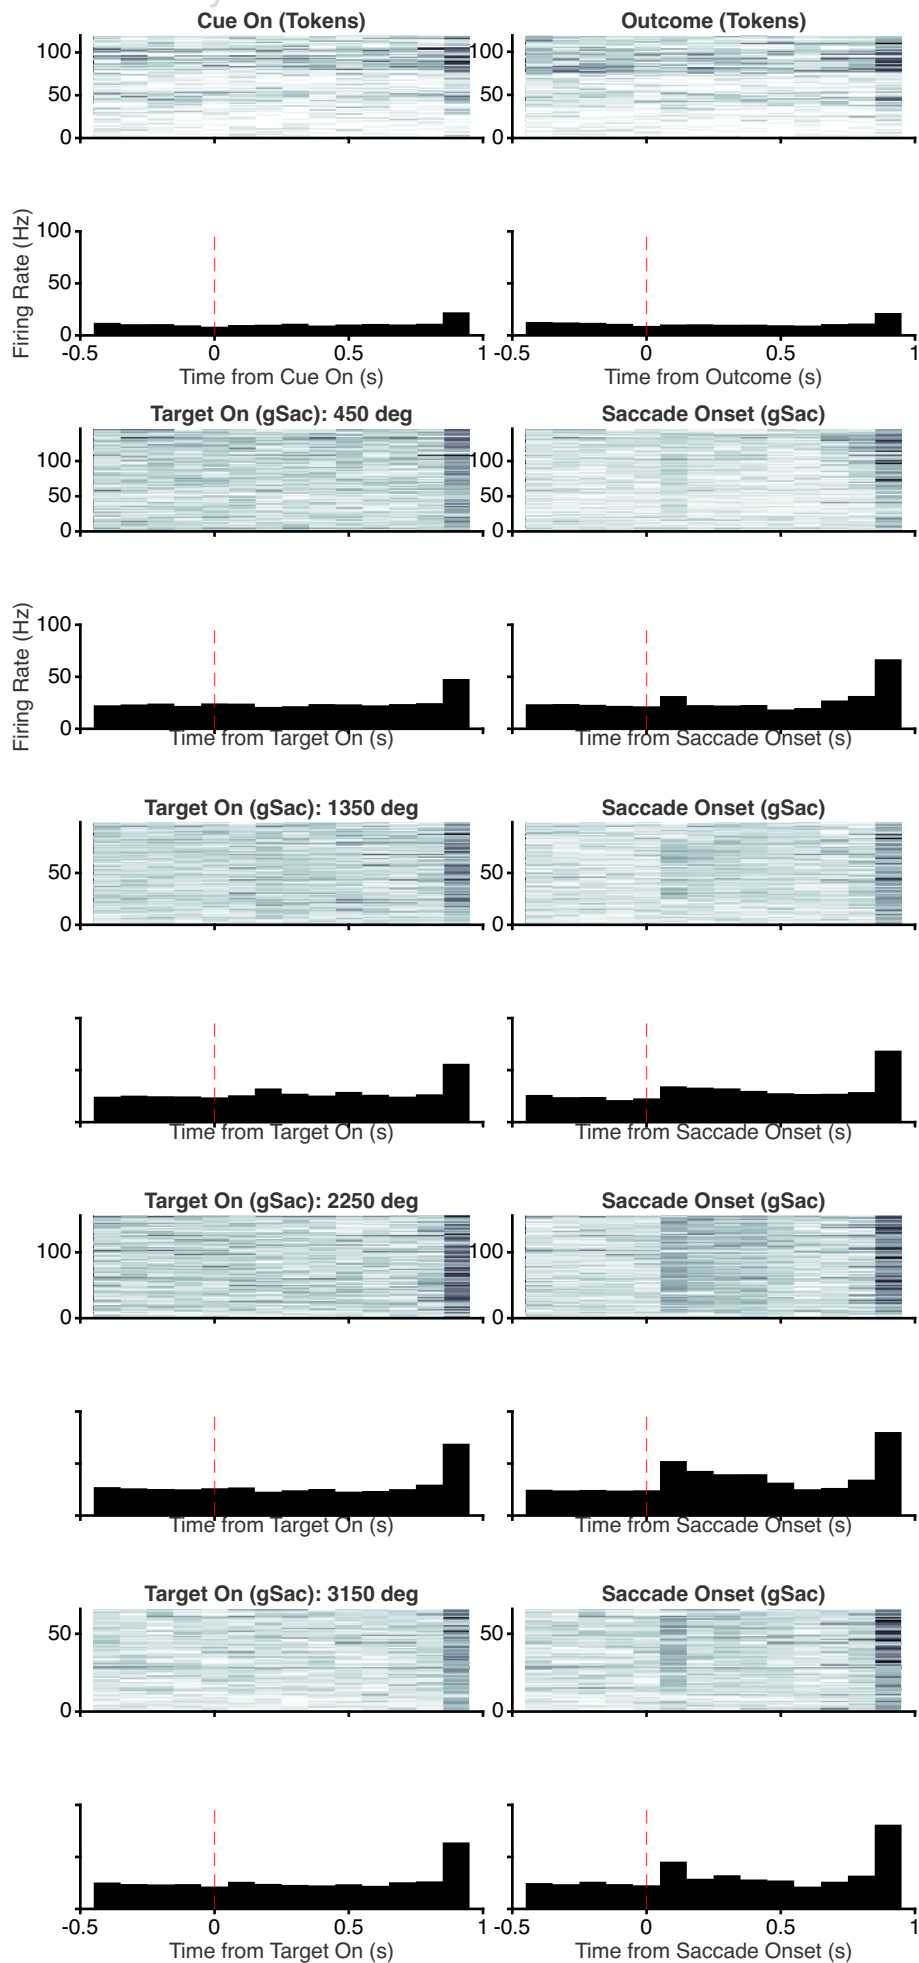 Cue On (Tokens) Outcome (Tokens)
100 100
50 50
0 0
Firing Rate (Hz)
100
50
0
-0.5 0 0.5 1 -0.5 0 0.5 1
Time from Cue On (s) Time from Outcome (s)
Target On (gSac): 450 deg Saccade Onset (gSac)
100 100
50 50
0 0
Firing Rate (Hz)
100
50
0
Time from Target On (s) Time from Saccade Onset (s)
Target On (gSac): 1350 deg Saccade Onset (gSac)
50 50
0 0
Time from Target On (s) Time from Saccade Onset (s)
Target On (gSac): 2250 deg Saccade Onset (gSac)
100 100
0 0
Time from Target On (s) Time from Saccade Onset (s)
Target On (gSac): 3150 deg Saccade Onset (gSac)
50 50
0 0
-0.5 0 0.5 1 -0.5 0 0.5 1
Time from Target On (s) Time from Saccade Onset (s)